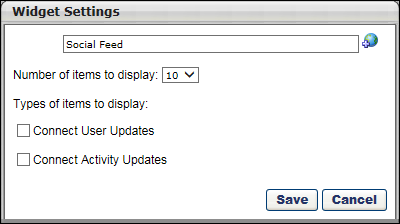 Widget Settings
Social Feed
Number of items to display: 10
Types of items to display:
Connect User Updates
Connect Activity Updates
Save Cancel